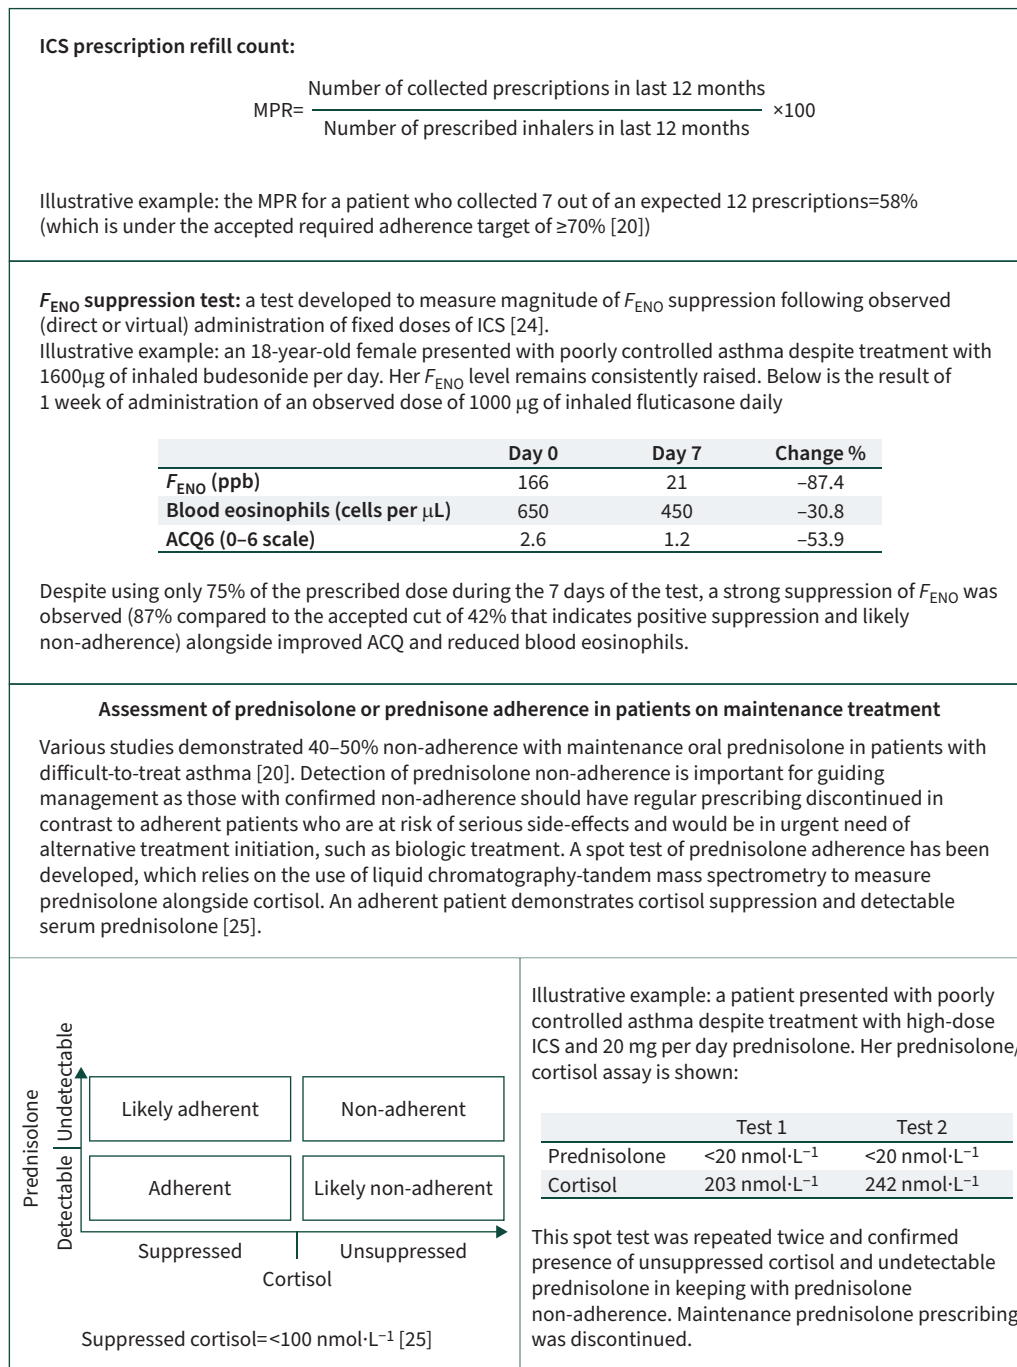 ICS prescription refill count:
MPR= Number of collected prescriptions in last 12 months ×100
Number of prescribed inhalers in last 12 months
Illustrative example: the MPR for a patient who collected 7 out of an expected 12 prescriptions=58%
(which is under the accepted required adherence target of ≥70% [20])
FENO suppression test: a test developed to measure magnitude of FENO suppression following observed
(direct or virtual) administration of fixed doses of ICS [24].
Illustrative example: an 18-year-old female presented with poorly controlled asthma despite treatment with
1600μg of inhaled budesonide per day. Her FENO level remains consistently raised. Below is the result of
1 week of administration of an observed dose of 1000 μg of inhaled fluticasone daily
Day 0 Day 7 Change %
FENO (ppb) 166 21 –87.4
Blood eosinophils (cells per μL) 650 450 –30.8
ACQ6 (0–6 scale) 2.6 1.2 –53.9
Despite using only 75% of the prescribed dose during the 7 days of the test, a strong suppression of FENO was
observed (87% compared to the accepted cut of 42% that indicates positive suppression and likely
non-adherence) alongside improved ACQ and reduced blood eosinophils.
Assessment of prednisolone or prednisone adherence in patients on maintenance treatment
Various studies demonstrated 40–50% non-adherence with maintenance oral prednisolone in patients with
difficult-to-treat asthma [20]. Detection of prednisolone non-adherence is important for guiding
management as those with confirmed non-adherence should have regular prescribing discontinued in
contrast to adherent patients who are at risk of serious side-effects and would be in urgent need of
alternative treatment initiation, such as biologic treatment. A spot test of prednisolone adherence has been
developed, which relies on the use of liquid chromatography-tandem mass spectrometry to measure
prednisolone alongside cortisol. An adherent patient demonstrates cortisol suppression and detectable
serum prednisolone [25].
Prednisolone
Undetectable
Detectable
Likely adherent
Non-adherent
Adherent
Likely non-adherent
Suppressed
Unsuppressed
Cortisol
Suppressed cortisol=<100 nmol·L–1 [25]
Illustrative example: a patient presented with poorly
controlled asthma despite treatment with high-dose
ICS and 20 mg per day prednisolone. Her prednisolone/
cortisol assay is shown:
Test 1 Test 2
Prednisolone <20 nmol·L–1 <20 nmol·L–1
Cortisol 203 nmol·L–1 242 nmol·L–1
This spot test was repeated twice and confirmed
presence of unsuppressed cortisol and undetectable
prednisolone in keeping with prednisolone
non-adherence. Maintenance prednisolone prescribing
was discontinued.